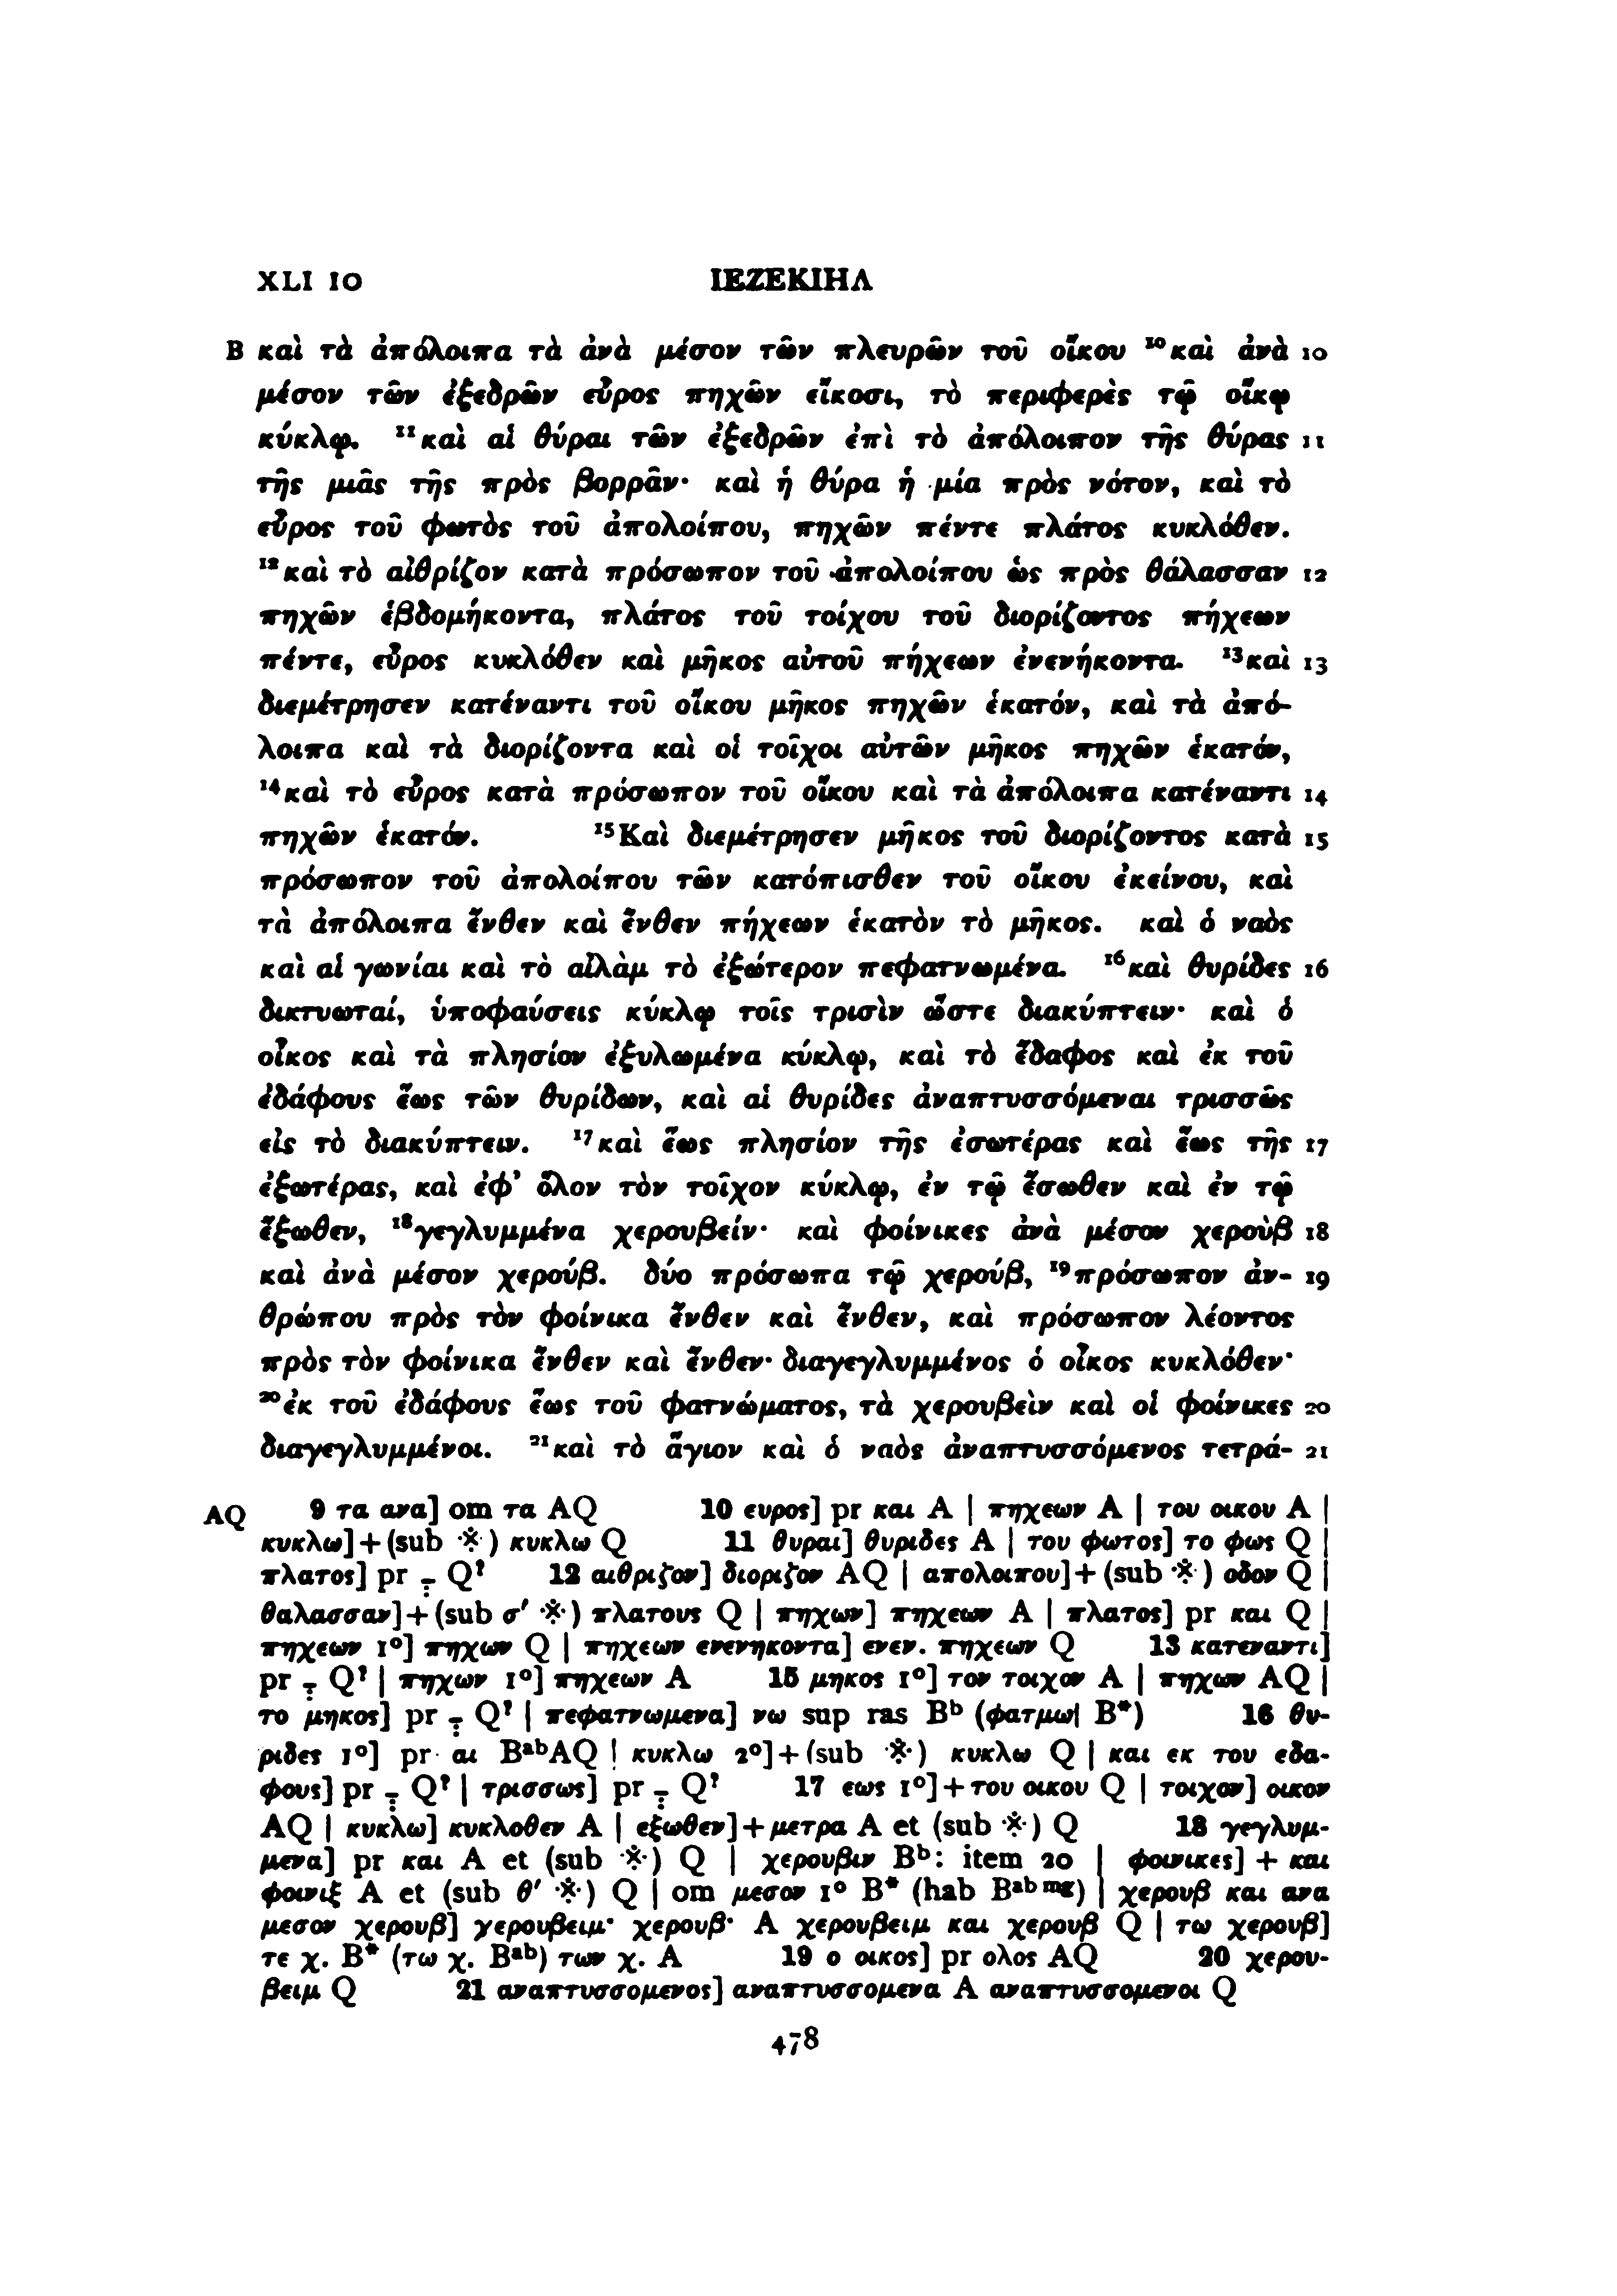 XLI 10 ΙΕΖΕΚΙΗΛ
B καὶ τὰ ἀπόλοιπα τὰ ἀνὰ μέσον τῶν πλευρῶν τοῦ οἴκου ¹⁰καὶ ἀνὰ 10
μέσον τῶν ἐξεδρῶν εὖρος πηχῶν εἴκοσι, τὸ περιφερὲς τῷ οἴκῳ
κύκλῳ. ¹¹καὶ αἱ θύραι τῶν ἐξεδρῶν ἐπὶ τὸ ἀπόλοιπον τῆς θύρας 11
τῆς μιᾶς τῆς πρὸς βορρᾶν· καὶ ἡ θύρα ἡ μία πρὸς νότον, καὶ τὸ
εὖρος τοῦ φωτὸς τοῦ ἀπολοίπου, πηχῶν πέντε πλάτος κυκλόθεν.
¹²καὶ τὸ αἰθρίζον κατὰ πρόσωπον τοῦ ἀπολοίπου ὡς πρὸς θάλασσαν 12
πηχῶν ἑβδομήκοντα, πλάτος τοῦ τοίχου τοῦ διορίζοντος πήχεων
πέντε, εὖρος κυκλόθεν καὶ μῆκος αὐτοῦ πήχεων ἐνενήκοντα. ¹³καὶ 13
διεμέτρησεν κατέναντι τοῦ οἴκου μῆκος πηχῶν ἑκατόν, καὶ τὰ ἀπό-
λοιπα καὶ τὰ διορίζοντα καὶ οἱ τοῖχοι αὐτῶν μῆκος πηχῶν ἑκατόν,
¹⁴καὶ τὸ εὖρος κατὰ πρόσωπον τοῦ οἴκου καὶ τὰ ἀπόλοιπα κατέναντι 14
πηχῶν ἑκατόν. ¹⁵Καὶ διεμέτρησεν μῆκος τοῦ διορίζοντος κατὰ 15
πρόσωπον τοῦ ἀπολοίπου τῶν κατόπισθεν τοῦ οἴκου ἐκείνου, καὶ
τὰ ἀπόλοιπα ἔνθεν καὶ ἔνθεν πήχεων ἑκατὸν τὸ μῆκος. καὶ ὁ ναὸς
καὶ αἱ γωνίαι καὶ τὸ αἰλὰμ τὸ ἐξώτερον πεφατνωμένα. ¹⁶καὶ θυρίδες 16
δικτυωταί, ὑποφαύσεις κύκλῳ τοῖς τρισὶν ὥστε διακύπτειν· καὶ ὁ
οἶκος καὶ τὰ πλησίον ἐξυλωμένα κύκλῳ, καὶ τὸ ἔδαφος καὶ ἐκ τοῦ
ἐδάφους ἕως τῶν θυρίδων, καὶ αἱ θυρίδες ἀναπτυσσόμεναι τρισσῶς
εἰς τὸ διακύπτειν. ¹⁷καὶ ἕως πλησίον τῆς ἐσωτέρας καὶ ἕως τῆς 17
ἐξωτέρας, καὶ ἐφ’ ὅλον τὸν τοῖχον κύκλῳ, ἐν τῷ ἔσωθεν καὶ ἐν τῷ
ἔξωθεν, ¹⁸γεγλυμμένα χερουβείν· καὶ φοίνικες ἀνὰ μέσον χεροὺβ 18
καὶ ἀνὰ μέσον χερούβ. δύο πρόσωπα τῷ χερούβ, ¹⁹πρόσωπον ἀν- 19
θρώπου πρὸς τὸν φοίνικα ἔνθεν καὶ ἔνθεν, καὶ πρόσωπον λέοντος
πρὸς τὸν φοίνικα ἔνθεν καὶ ἔνθεν· διαγεγλυμμένος ὁ οἶκος κυκλόθεν·
²⁰ἐκ τοῦ ἐδάφους ἕως τοῦ φατνώματος, τὰ χερουβεὶν καὶ οἱ φοίνικες 20
διαγεγλυμμένοι. ²¹καὶ τὸ ἅγιον καὶ ὁ ναὸς ἀναπτυσσόμενος τετρά- 21
AQ 9 τα ανα] om τα AQ 10 ευρος] pr και A | πηχεων A | του οικου A |
κυκλω]+(sub ※) κυκλω Q 11 θυραι] θυριδες A | του φωτος] το φως Q |
πλατος] pr ⨪ Q? 12 αιθριζον] διοριζον AQ | απολοιπου]+(sub ※) οδον Q |
θαλασσαν]+(sub σ′ ※) πλατους Q | πηχων] πηχεων A | πλατος] pr και Q |
πηχεων 1°] πηχων Q | πηχεων ενενηκοντα] ενεν. πηχεων Q 13 κατεναντι]
pr ⨪ Q? | πηχων 1°] πηχεων A 15 μηκος 1°] τον τοιχον A | πηχων AQ |
το μηκος] pr ⨪ Q? | πεφατνωμενα] νω sup ras Bᵇ (φατμω| B*) 16 θυ-
ριδες 1°] pr αι BᵃᵇAQ | κυκλω 2°]+(sub ※) κυκλω Q | και εκ του εδα-
φους] pr ⨪ Q? | τρισσως] pr ⨪ Q? 17 εως 1°]+του οικου Q | τοιχον] οικον
AQ | κυκλω] κυκλοθεν A | εξωθεν]+μετρα A et (sub ※) Q 18 γεγλυμ-
μενα] pr και A et (sub ※) Q | χερουβιν Bᵇ: item 20 | φοινικες] + και
φοινιξ A et (sub θ′ ※) Q | om μεσον 1° B* (hab Bᵃᵇ ᵐᵍ) | χερουβ και ανα
μεσον χερουβ] χερουβειμ· χερουβ· A χερουβειμ και χερουβ Q | τω χερουβ]
τε χ. B* (τω χ. Bᵃᵇ) των χ. A 19 ο οικος] pr ολος AQ 20 χερου-
βειμ Q 21 αναπτυσσομενος] αναπτυσσομενα A αναπτυσσομενοι Q
478